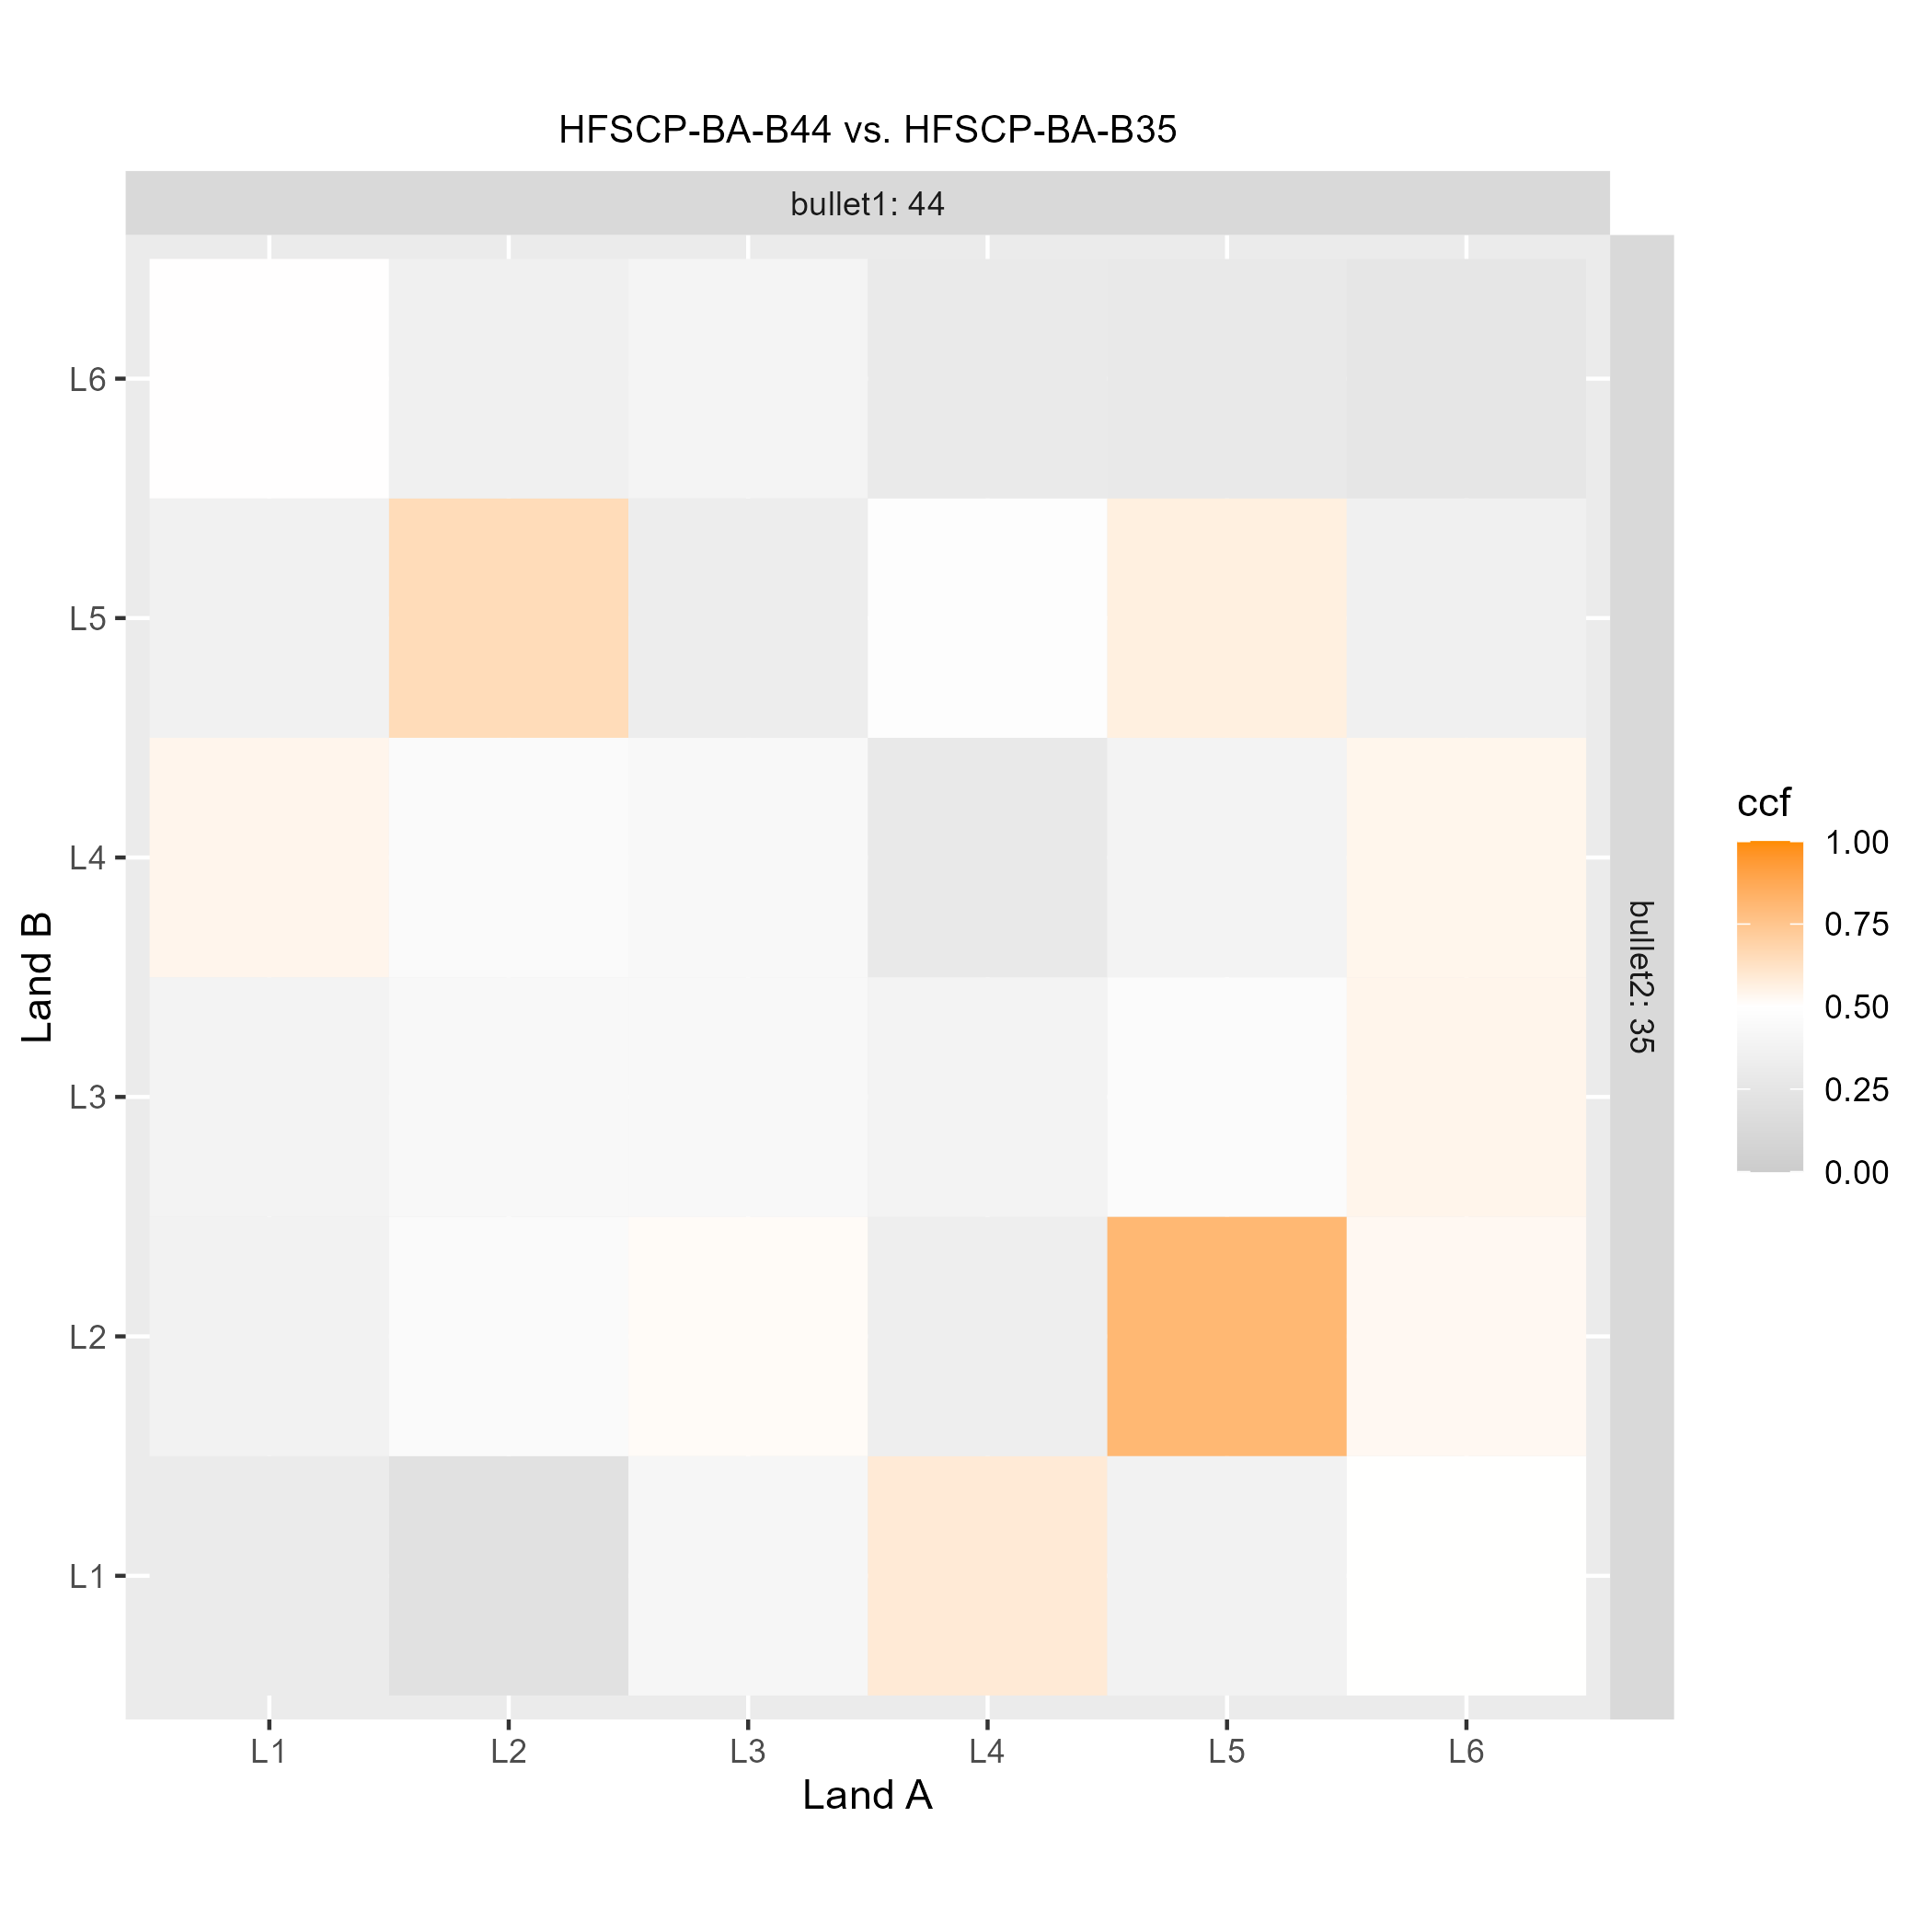 HFSCP-BA-B44 vs. HFSCP-BA-B35
bullet1: 44
L6
L5
L4
L3
L2
L1
Land B
bullet2: 35
L1 L2 L3 L4 L5 L6
Land A
ccf
1.00
0.75
0.50
0.25
0.00